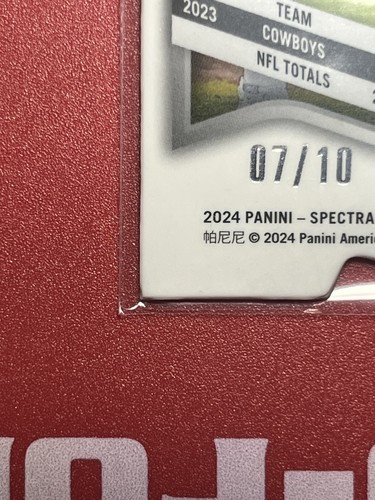 2023 TEAM
COWBOYS
NFL TOTALS
07/10
2024 PANINI – SPECTRA
帕尼尼 © 2024 Panini Ameri